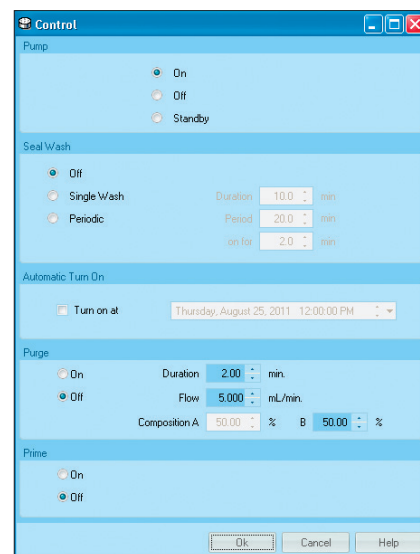 Control
Pump
On
Off
Standby
Seal Wash
Off
Single Wash Duration 10.0 min
Periodic Period 20.0 min
on for 2.0 min
Automatic Turn On
Turn on at Thursday, August 25, 2011 12:00:00 PM
Purge
On Duration 2.00 min.
Off Flow 5.000 mL/min.
Composition A 50.00 % B 50.00 %
Prime
On
Off
Ok Cancel Help